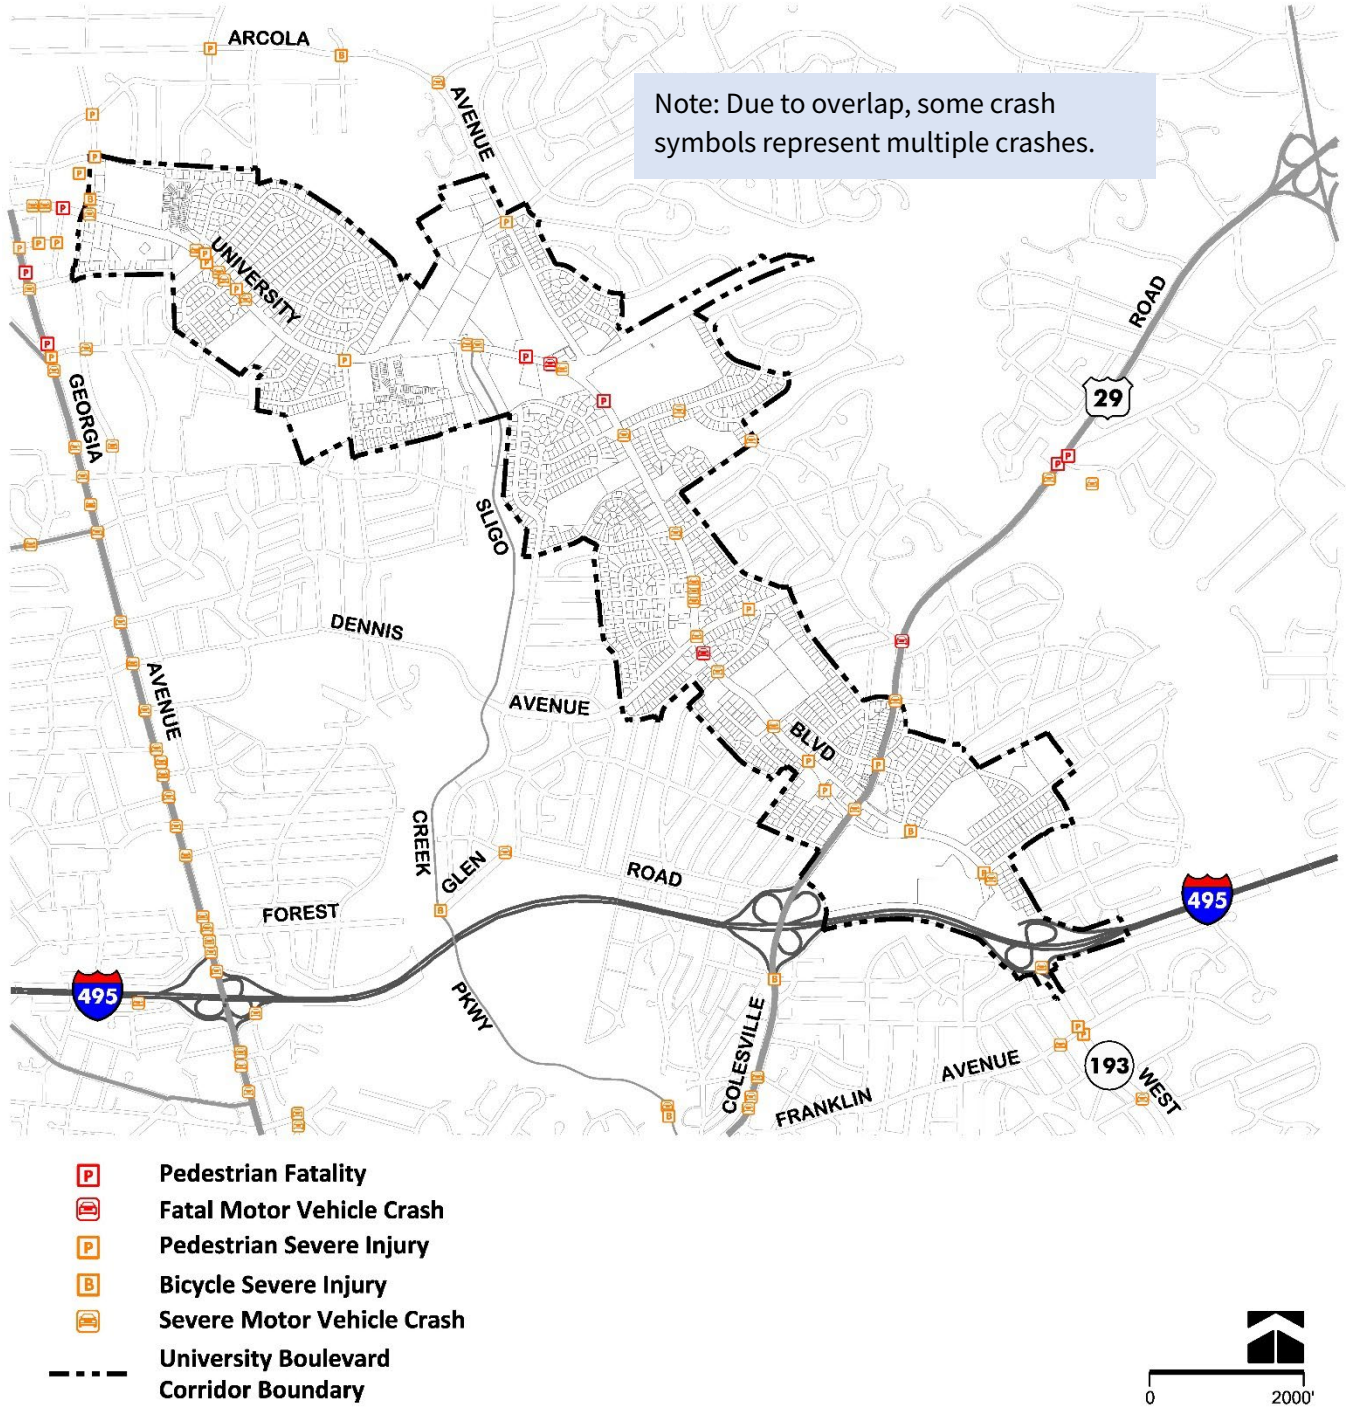 ARCOLA
AVENUE
Note: Due to overlap, some crash
symbols represent multiple crashes.
UNIVERSITY
ROAD
29
GEORGIA
SLIGO
DENNIS
AVENUE
AVENUE
BLVD
CREEK
GLEN
ROAD
FOREST
495
495
PKWY
COLESVILLE
FRANKLIN
AVENUE
193
WEST
P Pedestrian Fatality
Fatal Motor Vehicle Crash
P Pedestrian Severe Injury
B Bicycle Severe Injury
Severe Motor Vehicle Crash
University Boulevard
Corridor Boundary
0 2000'